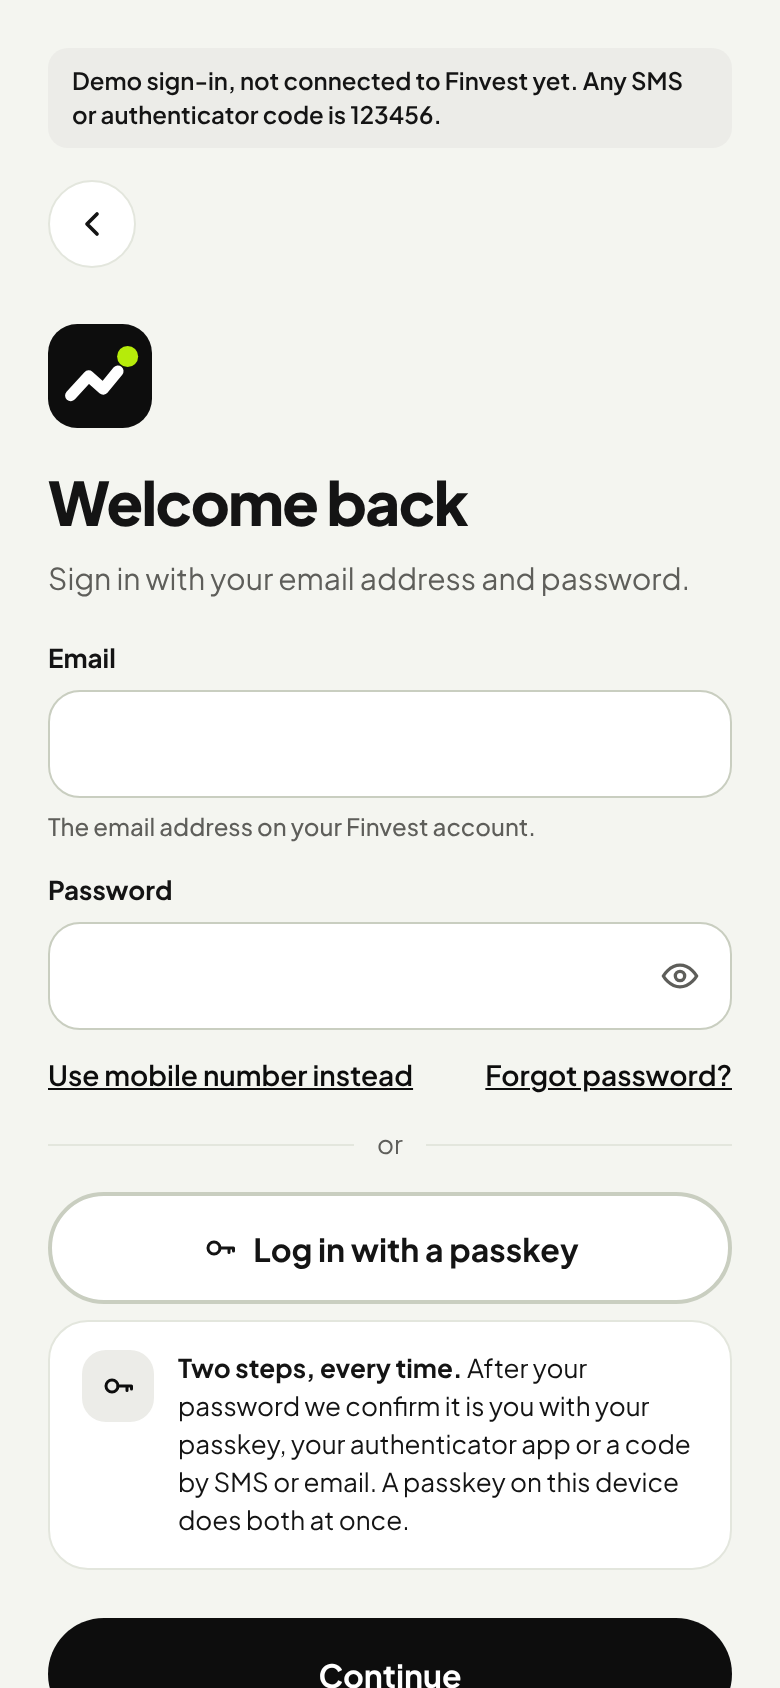 Demo sign-in, not connected to Finvest yet. Any SMS
or authenticator code is 123456.
Welcome back
Sign in with your email address and password.
Email
The email address on your Finvest account.
Password
Use mobile number instead
Forgot password?
or
Log in with a passkey
Two steps, every time. After your
password we confirm it is you with your
passkey, your authenticator app or a code
by SMS or email. A passkey on this device
does both at once.
Continue